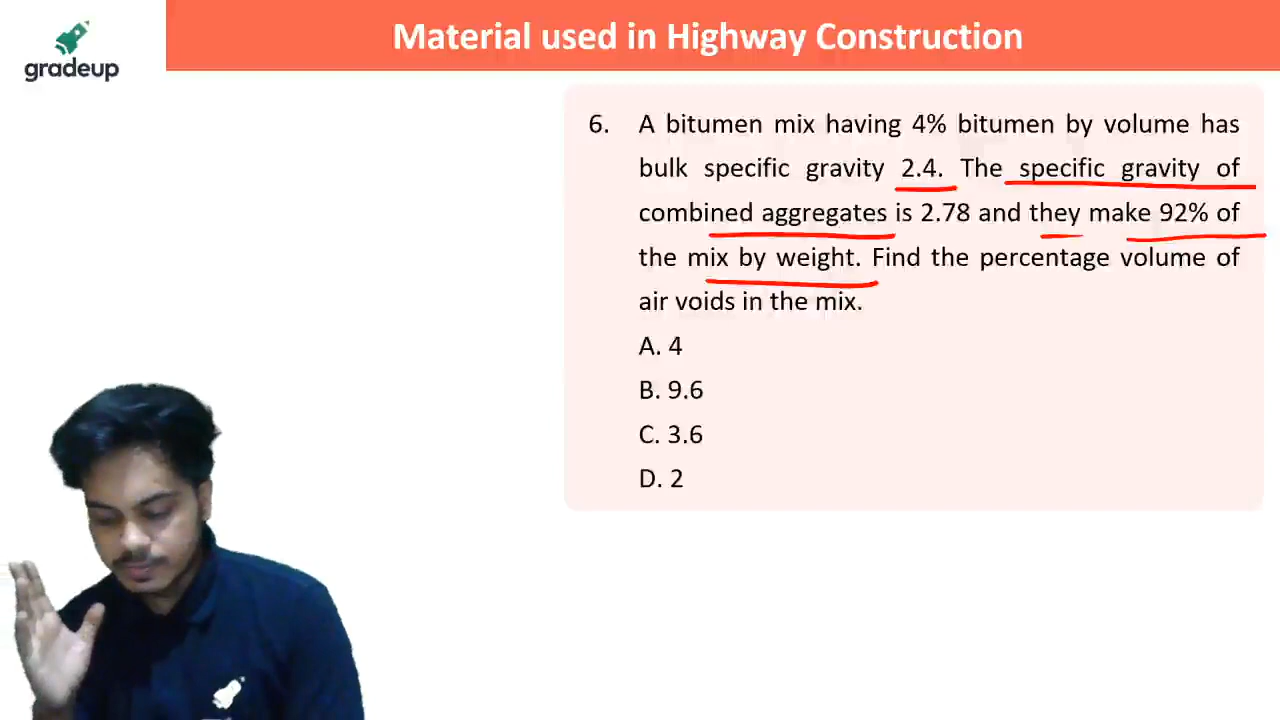 Material used in Highway Construction
gradeup
6. A bitumen mix having 4% bitumen by volume has
bulk specific gravity 2.4. The specific gravity of
combined aggregates is 2.78 and they make 92% of
the mix by weight. Find the percentage volume of
air voids in the mix.
A. 4
B. 9.6
C. 3.6
D. 2